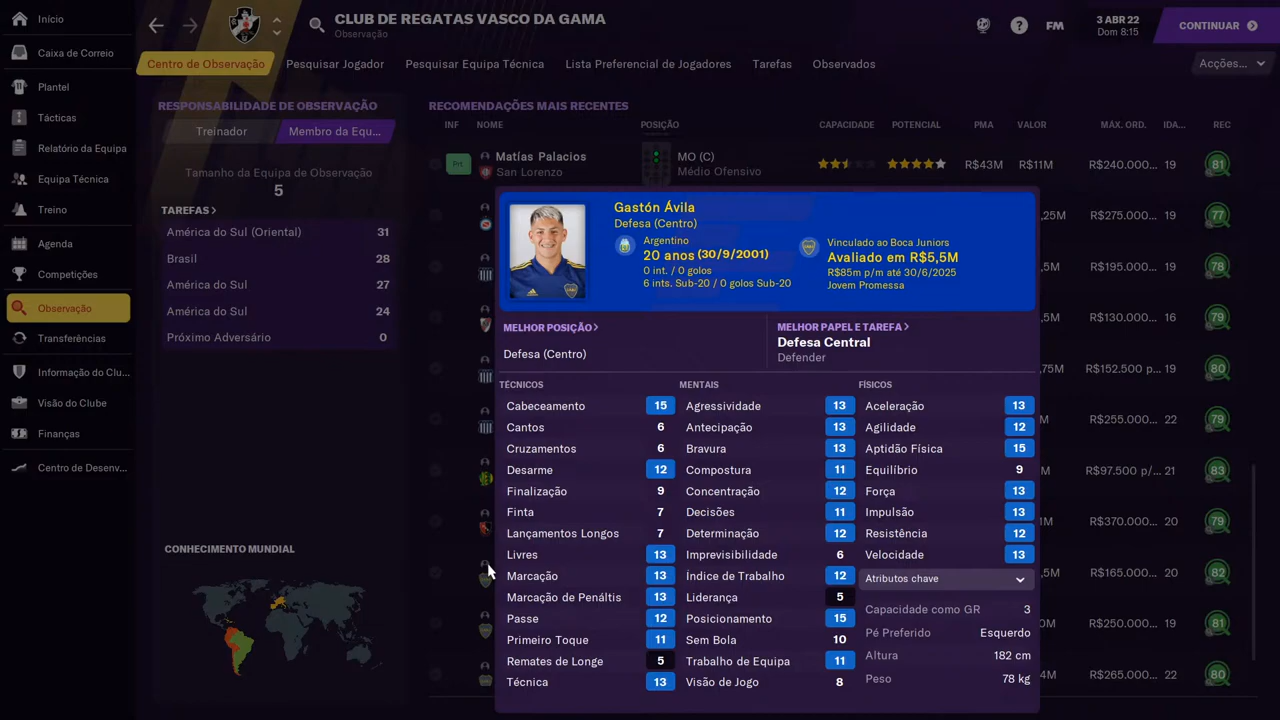 Início
Caixa de Correio
Plantel
Tácticas
Relatório da Equipa
Equipa Técnica
Treino
Agenda
Competições
Observação
Transferências
Informação do Clu...
Visão do Clube
Finanças
Centro de Desenv...
CLUB DE REGATAS VASCO DA GAMA
Observação
FM
3 ABR 22
Dom 8:15
CONTINUAR
Centro de Observação
Pesquisar Jogador
Pesquisar Equipa Técnica
Lista Preferencial de Jogadores
Tarefas
Observados
Acções...
RESPONSABILIDADE DE OBSERVAÇÃO
Treinador
Membro da Equ...
Tamanho da Equipa de Observação
5
TAREFAS >
América do Sul (Oriental) 31
Brasil 28
América do Sul 27
América do Sul 24
Próximo Adversário 0
CONHECIMENTO MUNDIAL
RECOMENDAÇÕES MAIS RECENTES
INF NOME POSIÇÃO CAPACIDADE POTENCIAL PMA VALOR MÁX. ORD. IDA... REC
Prt Matías Palacios MO (C) R$43M R$11M R$240.000... 19 81
San Lorenzo Médio Ofensivo
,25M R$275.000... 19 77
,5M R$195.000... 19 78
R$130.000... 16 79
,75M R$152.500 p... 19 80
R$255.000... 22 79
M R$97.500 p/... 21 83
M R$370.000... 20 79
,5M R$165.000... 20 82
R$250.000... 19 81
M R$265.000... 22 80
Gastón Ávila
Defesa (Centro)
Argentino
20 anos (30/9/2001)
0 int. / 0 golos
6 ints. Sub-20 / 0 golos Sub-20
Vinculado ao Boca Juniors
Avaliado em R$5,5M
R$85m p/m até 30/6/2025
Jovem Promessa
MELHOR POSIÇÃO >
Defesa (Centro)
MELHOR PAPEL E TAREFA >
Defesa Central
Defender
TÉCNICOS
Cabeceamento 15
Cantos 6
Cruzamentos 6
Desarme 12
Finalização 9
Finta 7
Lançamentos Longos 7
Livres 13
Marcação 13
Marcação de Penáltis 13
Passe 12
Primeiro Toque 11
Remates de Longe 5
Técnica 13
MENTAIS
Agressividade 13
Antecipação 13
Bravura 13
Compostura 11
Concentração 12
Decisões 11
Determinação 12
Imprevisibilidade 6
Índice de Trabalho 12
Liderança 5
Posicionamento 15
Sem Bola 10
Trabalho de Equipa 11
Visão de Jogo 8
FÍSICOS
Aceleração 13
Agilidade 12
Aptidão Física 15
Equilíbrio 9
Força 13
Impulsão 13
Resistência 12
Velocidade 13
Atributos chave
Capacidade como GR 3
Pé Preferido Esquerdo
Altura 182 cm
Peso 78 kg